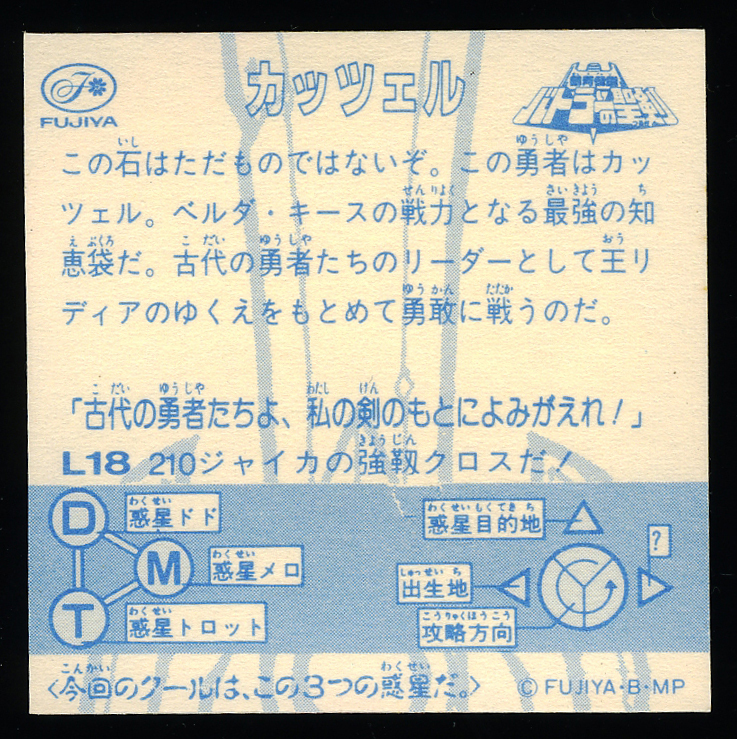 FUJIYA
カッツェル
バトラーの聖剣
この石はただものではないぞ。この勇者はカッ
ツェル。ベルダ・キースの戦力となる最強の知
恵袋だ。古代の勇者たちのリーダーとして王リ
ディアのゆくえをもとめて勇敢に戦うのだ。
「古代の勇者たちよ、私の剣のもとによみがえれ!」
L18 210ジャイカの強靱クロスだ!
D 惑星ドド
M 惑星メロ
T 惑星トロット
惑星目的地
?
出生地
攻略方向
〈今回のクールは、この3つの惑星だ。〉 ©FUJIYA·B·MP